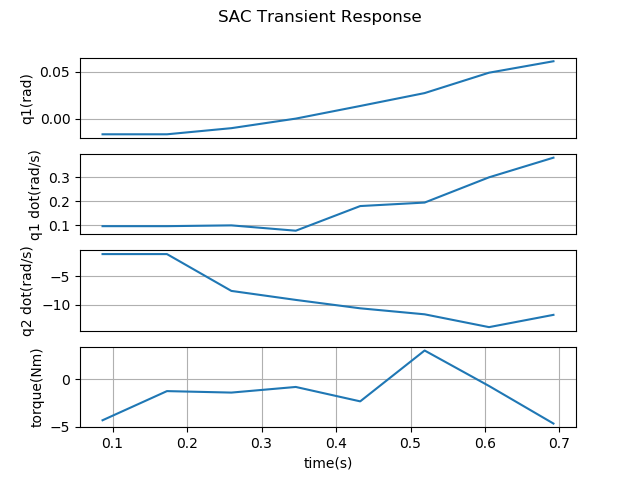 SAC Transient Response
0.05
0.00
q1(rad)
0.3
0.2
0.1
q1 dot(rad/s)
−5
−10
q2 dot(rad/s)
0
−5
torque(Nm)
0.1 0.2 0.3 0.4 0.5 0.6 0.7
time(s)